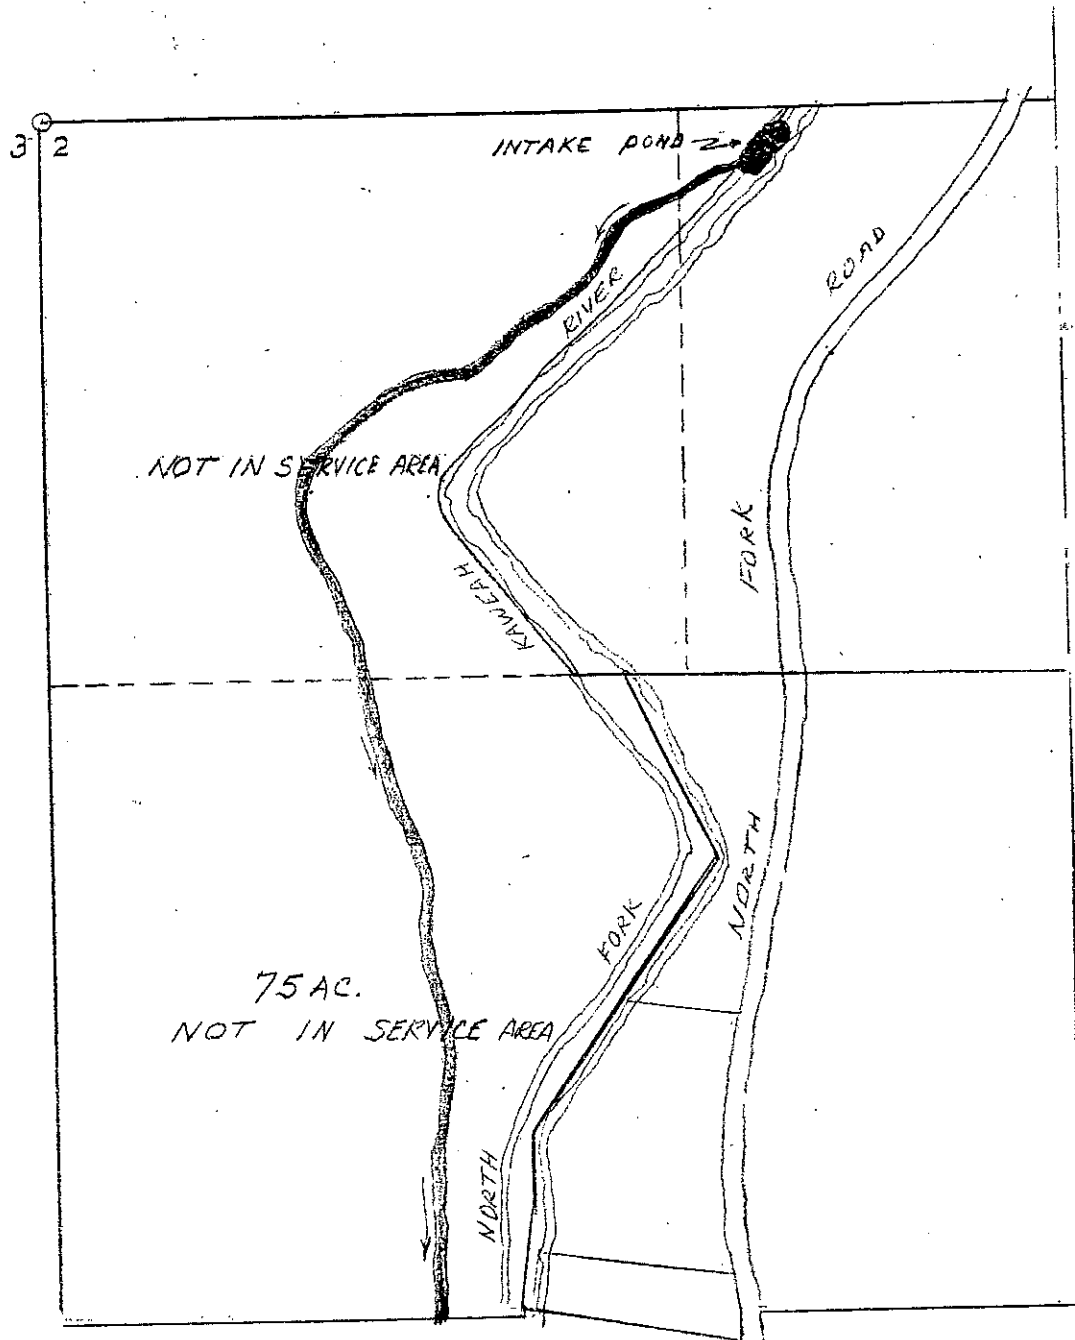 3 2
INTAKE POND
ROAD
RIVER
NOT IN SERVICE AREA
FORK
KAWEAH
NORTH
FORK
75 AC.
NOT IN SERVICE AREA
NORTH